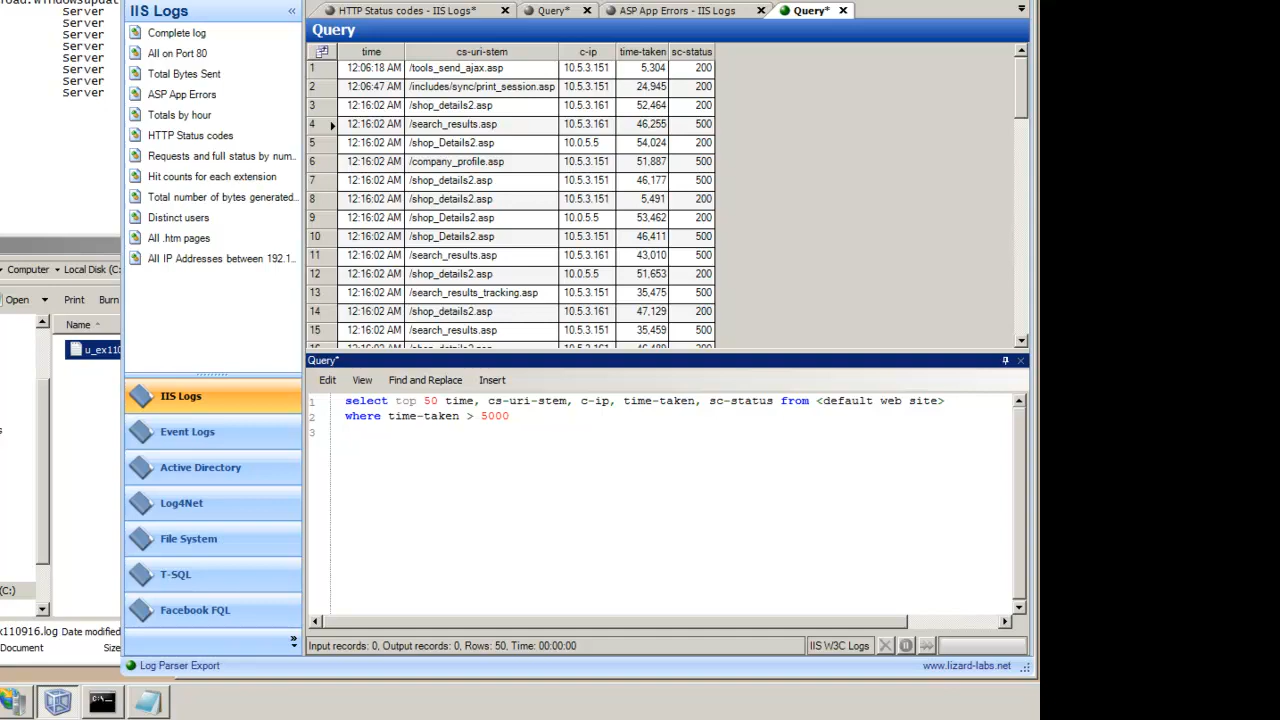 Server
Server
Server
Server
Server
Server
Server
Server
Computer
Local Disk (C:
Open
Print
Burn
Name
u_ex110
(C:)
x110916.log Date modified
Document
Size
IIS Logs
Complete log
All on Port 80
Total Bytes Sent
ASP App Errors
Totals by hour
HTTP Status codes
Requests and full status by num..
Hit counts for each extension
Total number of bytes generated..
Distinct users
All .htm pages
All IP Addresses between 192.1..
IIS Logs
Event Logs
Active Directory
Log4Net
File System
T-SQL
Facebook FQL
Log Parser Export
HTTP Status codes - IIS Logs*
Query*
ASP App Errors - IIS Logs
Query*
Query
time cs-uri-stem c-ip time-taken sc-status
1 12:06:18 AM /tools_send_ajax.asp 10.5.3.151 5,304 200
2 12:06:47 AM /includes/sync/print_session.asp 10.5.3.151 24,945 200
3 12:16:02 AM /shop_details2.asp 10.5.3.161 52,464 200
4 12:16:02 AM /search_results.asp 10.5.3.161 46,255 500
5 12:16:02 AM /shop_Details2.asp 10.0.5.5 54,024 200
6 12:16:02 AM /company_profile.asp 10.5.3.151 51,887 500
7 12:16:02 AM /shop_details2.asp 10.5.3.151 46,177 500
8 12:16:02 AM /shop_details2.asp 10.5.3.151 5,491 200
9 12:16:02 AM /shop_Details2.asp 10.0.5.5 53,462 200
10 12:16:02 AM /shop_Details2.asp 10.5.3.151 46,411 200
11 12:16:02 AM /search_results.asp 10.5.3.161 43,010 500
12 12:16:02 AM /shop_details2.asp 10.0.5.5 51,653 200
13 12:16:02 AM /search_results_tracking.asp 10.5.3.151 35,475 500
14 12:16:02 AM /shop_details2.asp 10.5.3.161 47,129 200
15 12:16:02 AM /search_results.asp 10.5.3.151 35,459 500
Query*
Edit View Find and Replace Insert
1 select top 50 time, cs-uri-stem, c-ip, time-taken, sc-status from <default web site>
2 where time-taken > 5000
3
Input records: 0, Output records: 0, Rows: 50, Time: 00:00:00
IIS W3C Logs
www.lizard-labs.net